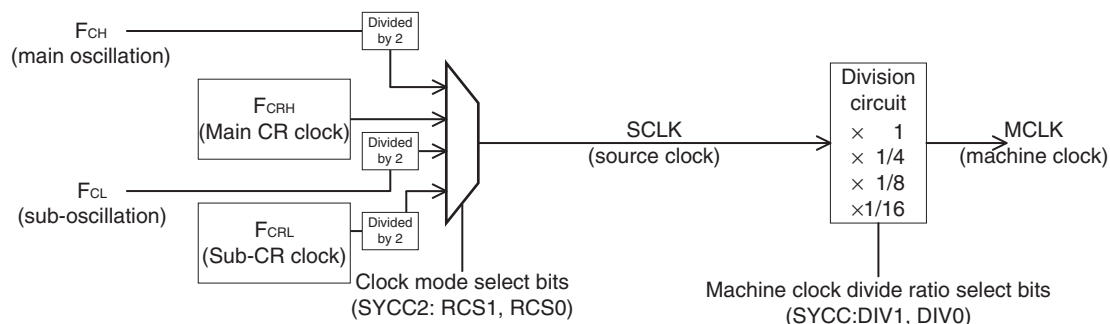 FCH
(main oscillation)
Divided
by 2
FCRH
(Main CR clock)
Divided
by 2
FCL
(sub-oscillation)
FCRL
(Sub-CR clock)
Divided
by 2
Clock mode select bits
(SYCC2: RCS1, RCS0)
SCLK
(source clock)
Division
circuit
× 1
× 1/4
× 1/8
×1/16
MCLK
(machine clock)
Machine clock divide ratio select bits
(SYCC:DIV1, DIV0)